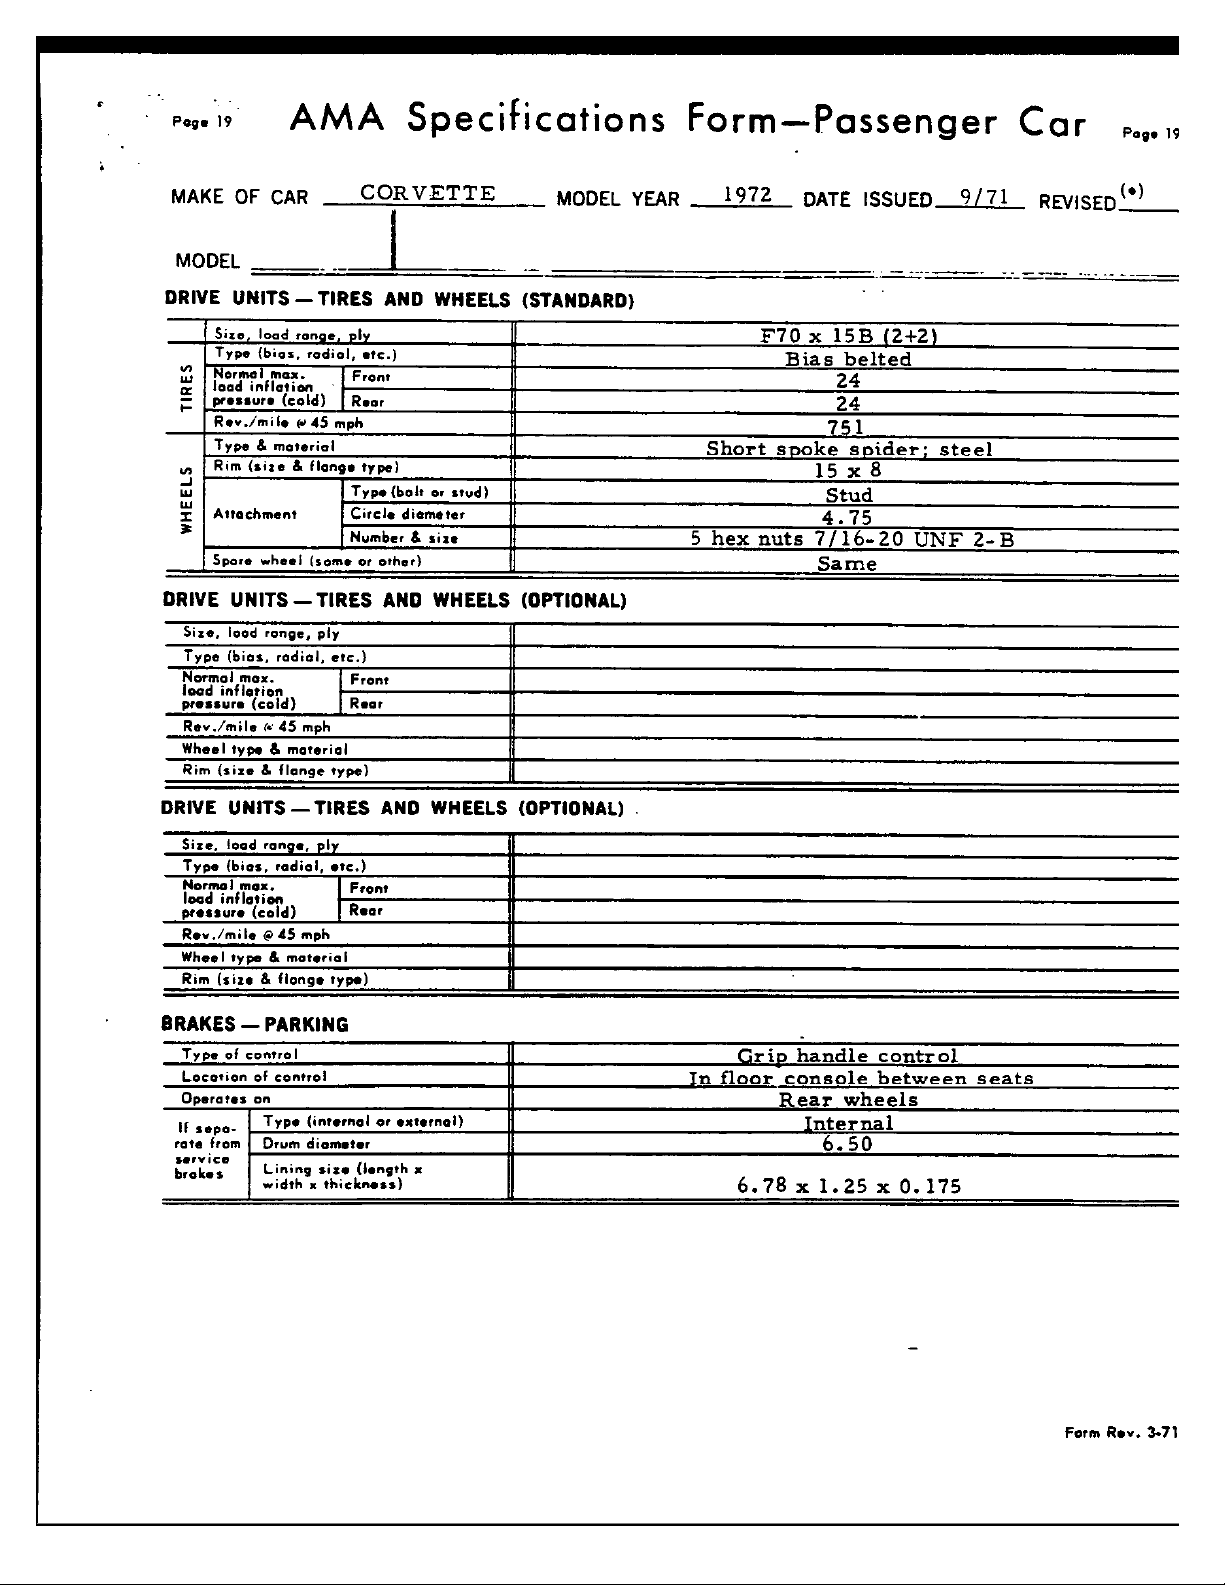 Page 19 AMA Specifications Form—Passenger Car Page 19
MAKE OF CAR CORVETTE MODEL YEAR 1972 DATE ISSUED 9/71 REVISED (•)
MODEL
DRIVE UNITS — TIRES AND WHEELS (STANDARD)
TIRES
Size, load range, ply F70 x 15B (2+2)
Type (bias, radial, etc.) Bias belted
Normal max. load inflation pressure (cold) Front 24
Rear 24
Rev./mile @ 45 mph 751
WHEELS
Type & material Short spoke spider; steel
Rim (size & flange type) 15 x 8
Attachment Type (bolt or stud) Stud
Circle diameter 4.75
Number & size 5 hex nuts 7/16-20 UNF 2-B
Spare wheel (same or other) Same
DRIVE UNITS — TIRES AND WHEELS (OPTIONAL)
Size, load range, ply
Type (bias, radial, etc.)
Normal max. load inflation pressure (cold) Front
Rear
Rev./mile @ 45 mph
Wheel type & material
Rim (size & flange type)
DRIVE UNITS — TIRES AND WHEELS (OPTIONAL)
Size, load range, ply
Type (bias, radial, etc.)
Normal max. load inflation pressure (cold) Front
Rear
Rev./mile @ 45 mph
Wheel type & material
Rim (size & flange type)
BRAKES — PARKING
Type of control Grip handle control
Location of control In floor console between seats
Operates on Rear wheels
If sepa-rate from service brakes Type (internal or external) Internal
Drum diameter 6.50
Lining size (length x width x thickness) 6.78 x 1.25 x 0.175
Form Rev. 3-71